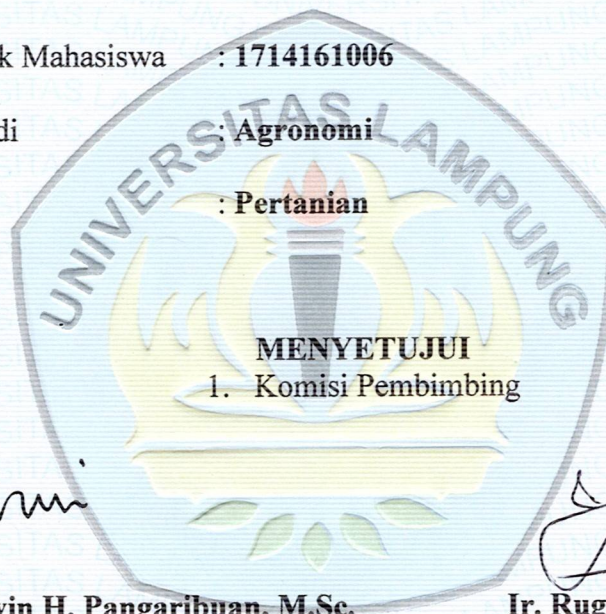 k Mahasiswa : 1714161006
di : Agronomi
: Pertanian
UNIVERSITAS LAMPUNG
MENYETUJUI
1. Komisi Pembimbing
vin H. Pangaribuan, M.Sc. Ir. Rug